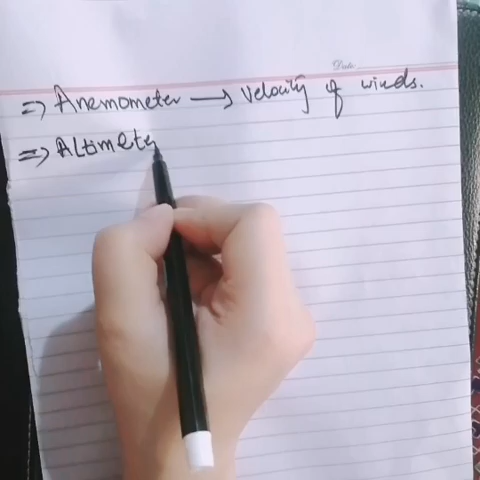 Date
=> Anemometer → Velocity of winds.
=> Altimete